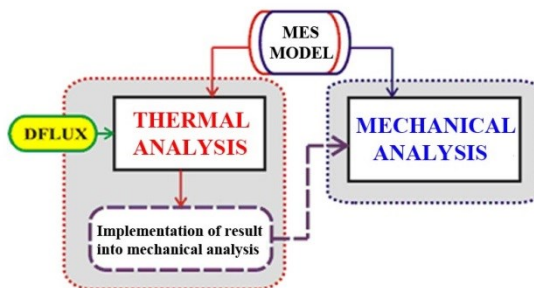 MES
MODEL
DFLUX
THERMAL
ANALYSIS
MECHANICAL
ANALYSIS
Implementation of result
into mechanical analysis